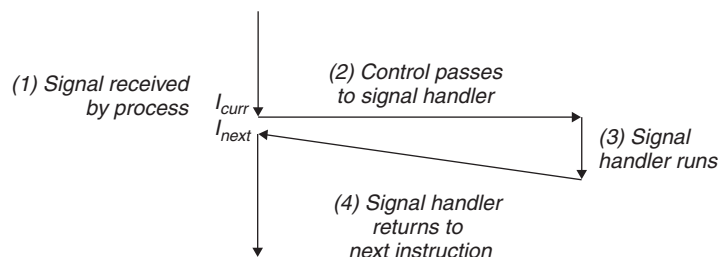 (1) Signal received
by process
I_curr
I_next
(2) Control passes
to signal handler
(3) Signal
handler runs
(4) Signal handler
returns to
next instruction